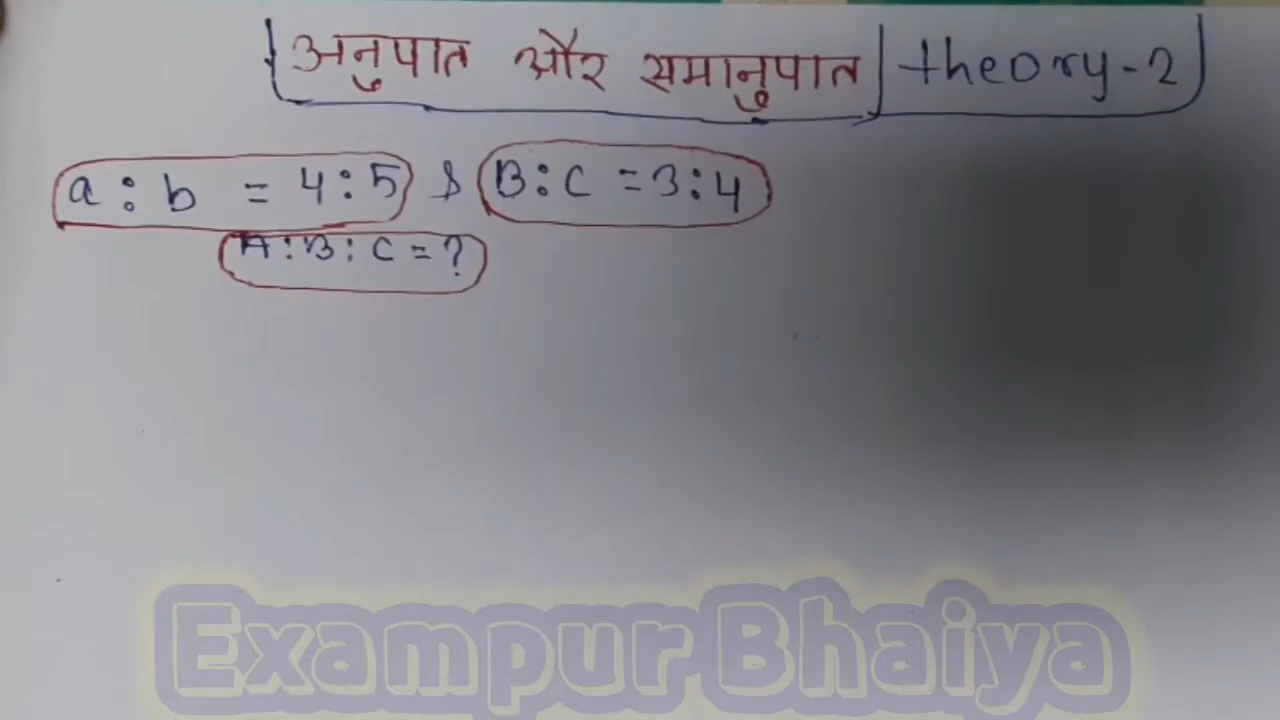 अनुपात और समानुपात theory-2
a : b = 4:5 & B:C = 3:4
A:B:C = ?
Exampur Bhaiya